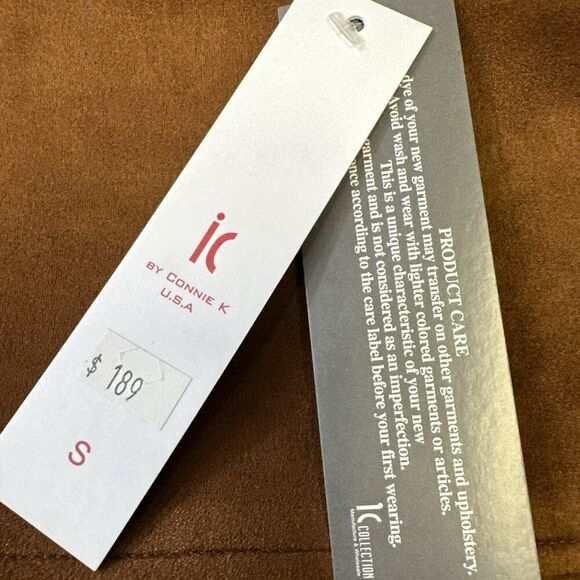 ic
BY CONNIE K
U.S.A
$ 189
S
PRODUCT CARE
dye of your new garment may transfer on other garments and upholstery.
Avoid wash and wear with lighter colored garments or articles.
This is a unique characteristic of your new
garment and is not considered as an imperfection.
according to the care label before your first wearing.
IC COLLECTION
Manufacture & Wholesale